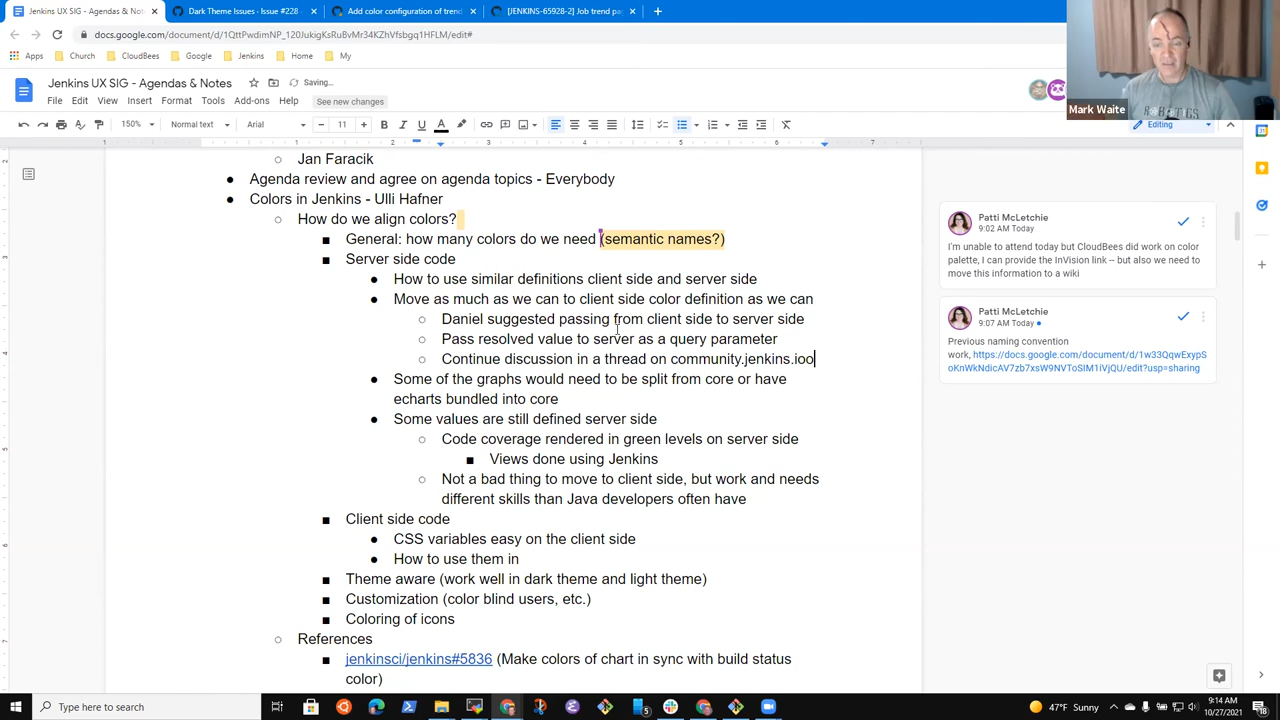 Jenkins UX SIG - Agendas & Notes
Dark Theme Issues · Issue #228
Add color configuration of trend
[JENKINS-65928-2] Job trend pa
docs.google.com/document/d/1QttPwdimNP_120JukigKsRuBvMr34KZhVfsbgq1HFLM/edit#
Apps Church CloudBees Google Jenkins Home My
Jenkins UX SIG - Agendas & Notes Saving...
File Edit View Insert Format Tools Add-ons Help See new changes
150% Normal text Arial 11 Editing
Mark Waite
Jan Faracik
Agenda review and agree on agenda topics - Everybody
Colors in Jenkins - Ulli Hafner
How do we align colors?
General: how many colors do we need (semantic names?)
Server side code
How to use similar definitions client side and server side
Move as much as we can to client side color definition as we can
Daniel suggested passing from client side to server side
Pass resolved value to server as a query parameter
Continue discussion in a thread on community.jenkins.ioo
Some of the graphs would need to be split from core or have
echarts bundled into core
Some values are still defined server side
Code coverage rendered in green levels on server side
Views done using Jenkins
Not a bad thing to move to client side, but work and needs
different skills than Java developers often have
Client side code
CSS variables easy on the client side
How to use them in
Theme aware (work well in dark theme and light theme)
Customization (color blind users, etc.)
Coloring of icons
References
jenkinsci/jenkins#5836 (Make colors of chart in sync with build status
color)
Patti McLetchie
9:02 AM Today
I'm unable to attend today but CloudBees did work on color
palette, I can provide the InVision link -- but also we need to
move this information to a wiki
Patti McLetchie
9:07 AM Today
Previous naming convention
work, https://docs.google.com/document/d/1w33QqwExypS
oKnWkNdicAV7zb7xsW9NVToSIM1iVjQU/edit?usp=sharing
Type here to search
47°F Sunny
9:14 AM
10/27/2021